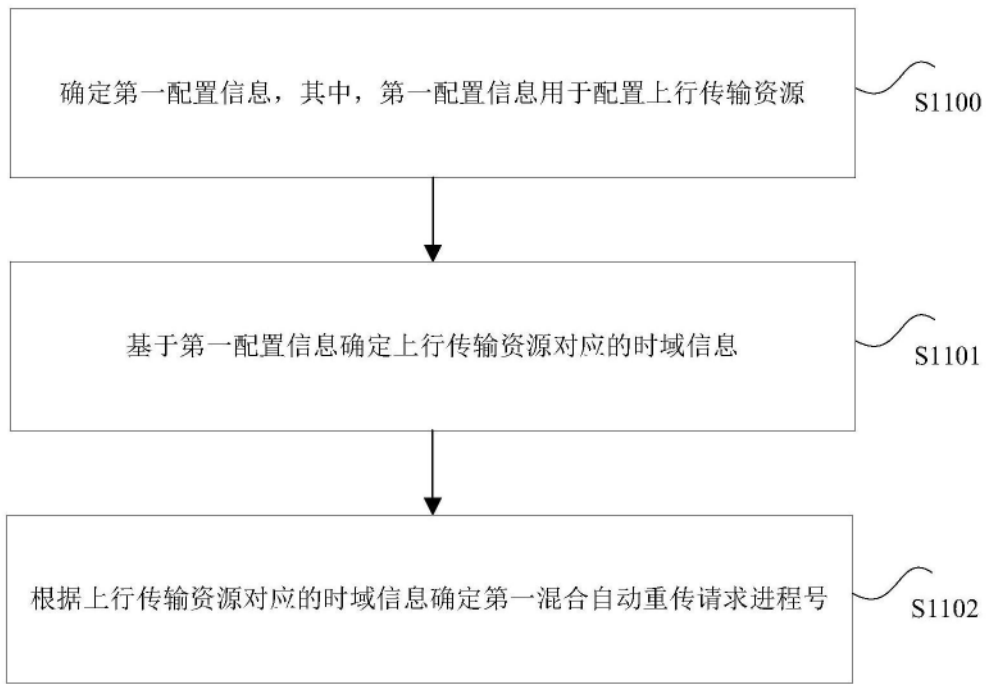 确定第一配置信息，其中，第一配置信息用于配置上行传输资源
S1100
基于第一配置信息确定上行传输资源对应的时域信息
S1101
根据上行传输资源对应的时域信息确定第一混合自动重传请求进程号
S1102